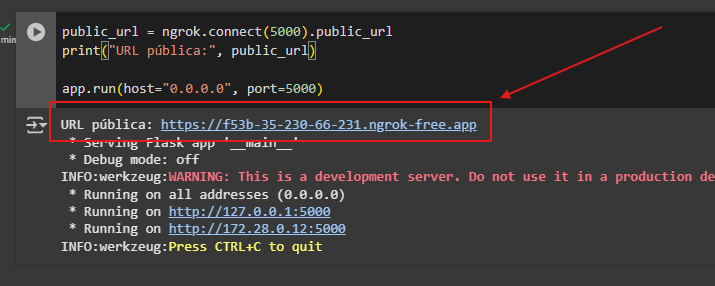 min
public_url = ngrok.connect(5000).public_url
print("URL pública:", public_url)
app.run(host="0.0.0.0", port=5000)
URL pública: https://f53b-35-230-66-231.ngrok-free.app
* Serving Flask app '__main__'
* Debug mode: off
INFO:werkzeug:WARNING: This is a development server. Do not use it in a production de
* Running on all addresses (0.0.0.0)
* Running on http://127.0.0.1:5000
* Running on http://172.28.0.12:5000
INFO:werkzeug:Press CTRL+C to quit